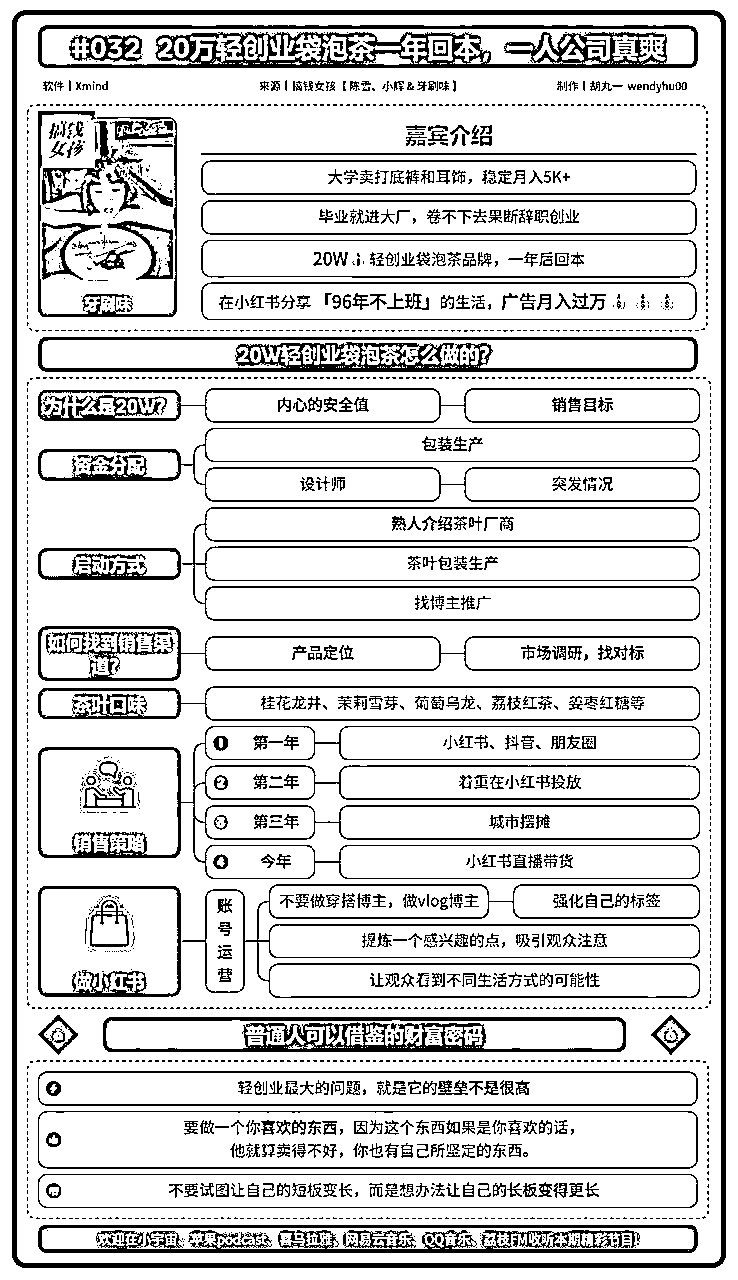 #032 20万轻创业袋泡茶一年回本，一人公司真爽
软件丨Xmind
来源丨搞钱女孩【陈雪、小辉 & 牙刷味】
制作丨胡丸一 wendyhu00
搞钱
女孩
牙刷味
嘉宾介绍
大学卖打底裤和耳饰，稳定月入5K+
毕业就进大厂，卷不下去果断辞职创业
20W 轻创业袋泡茶品牌，一年后回本
在小红书分享「96年不上班」的生活，广告月入过万
20W轻创业袋泡茶怎么做的？
为什么是20W？
内心的安全值
销售目标
资金分配
包装生产
设计师
突发情况
启动方式
熟人介绍茶叶厂商
茶叶包装生产
找博主推广
如何找到销售渠
道？
产品定位
市场调研，找对标
茶叶口味
桂花龙井、茉莉雪芽、葡萄乌龙、荔枝红茶、姜枣红糖等
销售策略
1 第一年
小红书、抖音、朋友圈
2 第二年
着重在小红书投放
3 第三年
城市摆摊
4 今年
小红书直播带货
做小红书
账号运营
不要做穿搭博主，做vlog博主
强化自己的标签
提炼一个感兴趣的点，吸引观众注意
让观众看到不同生活方式的可能性
普通人可以借鉴的财富密码
轻创业最大的问题，就是它的壁垒不是很高
要做一个你喜欢的东西，因为这个东西如果是你喜欢的话，
他就算卖得不好，你也有自己所坚定的东西。
不要试图让自己的短板变长，而是想办法让自己的长板变得更长
欢迎在小宇宙、苹果podcast、喜马拉雅、网易云音乐、QQ音乐、荔枝FM收听本期精彩节目！